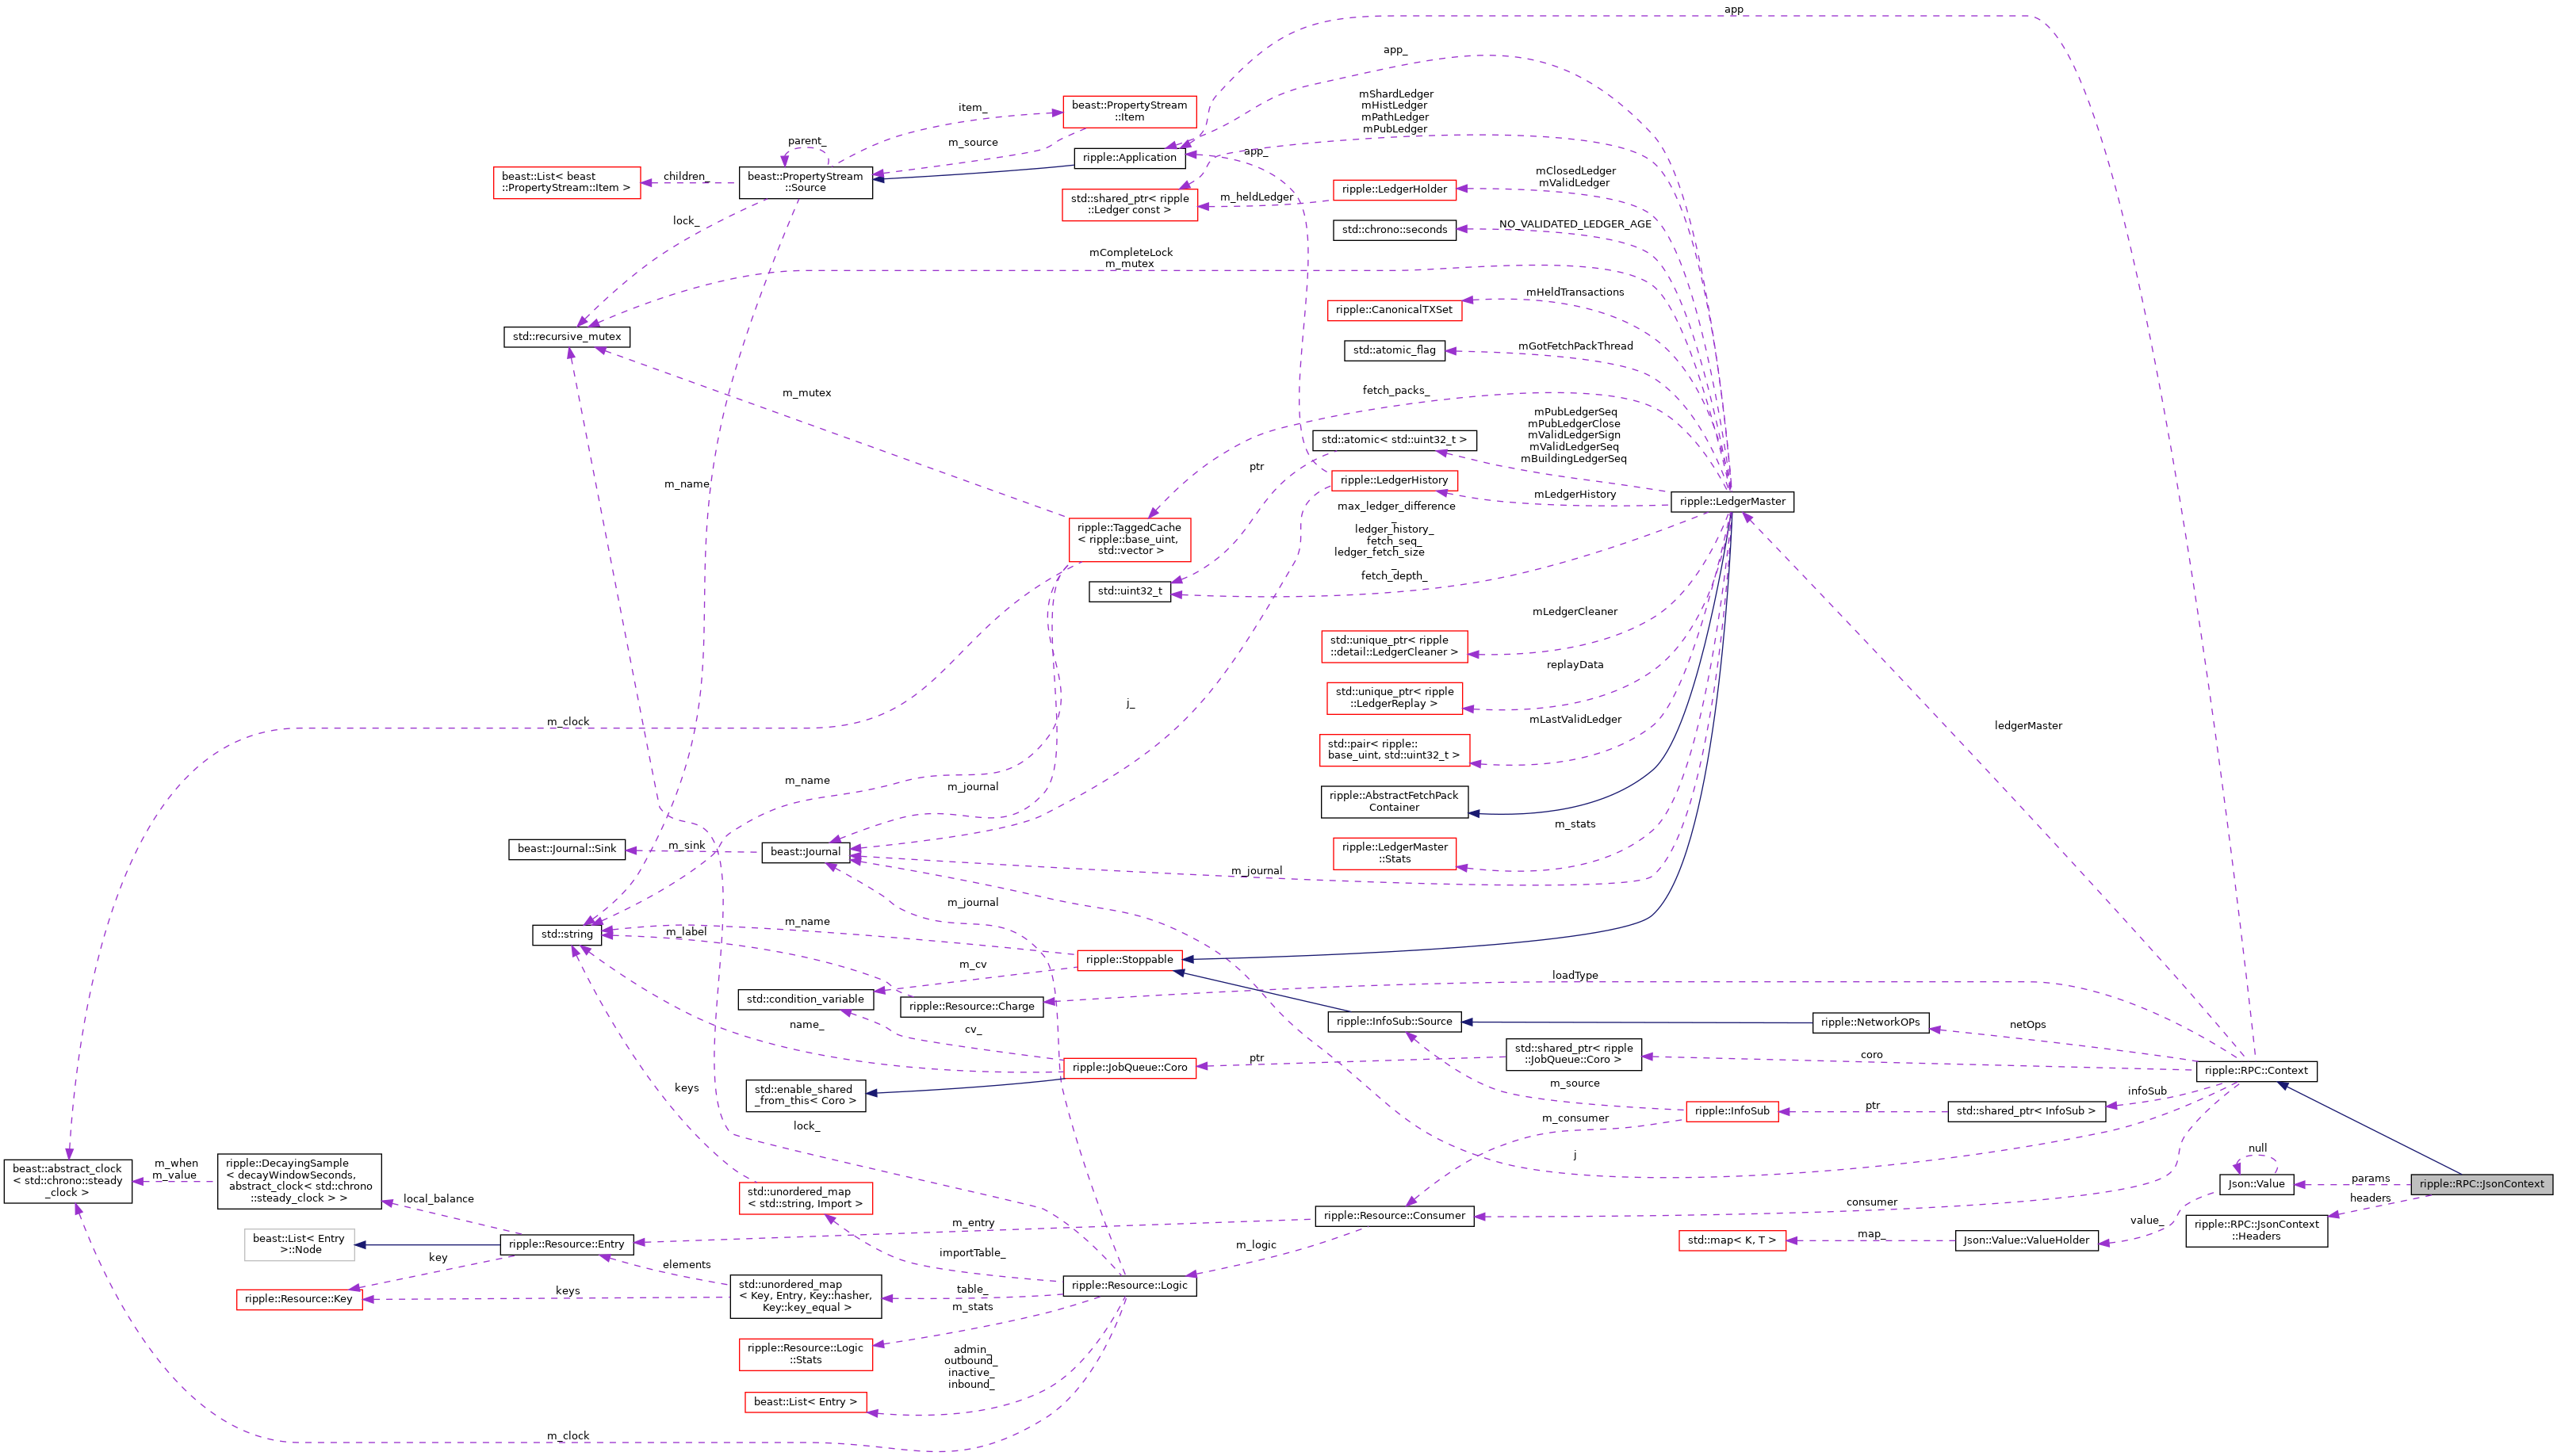 app
app_
mShardLedger
mHistLedger
mPathLedger
mPubLedger
item_
beast::PropertyStream
::Item
parent_
m_source
app_
ripple::Application
beast::List< beast
::PropertyStream::Item >
children_
beast::PropertyStream
::Source
std::shared_ptr< ripple
::Ledger const >
m_heldLedger
ripple::LedgerHolder
mClosedLedger
mValidLedger
lock_
std::chrono::seconds
NO_VALIDATED_LEDGER_AGE
mCompleteLock
m_mutex
mHeldTransactions
ripple::CanonicalTXSet
std::recursive_mutex
std::atomic_flag
mGotFetchPackThread
m_mutex
fetch_packs_
mPubLedgerSeq
mPubLedgerClose
mValidLedgerSign
mValidLedgerSeq
mBuildingLedgerSeq
std::atomic< std::uint32_t >
ptr
m_name
ripple::LedgerHistory
mLedgerHistory
ripple::LedgerMaster
max_ledger_difference
_
ledger_history_
fetch_seq_
ledger_fetch_size
_
fetch_depth_
ripple::TaggedCache
< ripple::base_uint,
std::vector >
std::uint32_t
mLedgerCleaner
std::unique_ptr< ripple
::detail::LedgerCleaner >
replayData
std::unique_ptr< ripple
::LedgerReplay >
j_
m_clock
mLastValidLedger
ledgerMaster
std::pair< ripple::
base_uint, std::uint32_t >
m_name
m_journal
ripple::AbstractFetchPack
Container
m_stats
beast::Journal::Sink
m_sink
beast::Journal
ripple::LedgerMaster
::Stats
m_journal
m_journal
m_name
std::string
m_label
ripple::Stoppable
m_cv
loadType
std::condition_variable
ripple::Resource::Charge
name_
cv_
ripple::InfoSub::Source
ripple::NetworkOPs
netOps
std::shared_ptr< ripple
::JobQueue::Coro >
ptr
coro
ripple::JobQueue::Coro
ripple::RPC::Context
keys
std::enable_shared
_from_this< Coro >
m_source
infoSub
ripple::InfoSub
ptr
std::shared_ptr< InfoSub >
lock_
m_consumer
j
null
beast::abstract_clock
< std::chrono::steady
_clock >
m_when
m_value
ripple::DecayingSample
< decayWindowSeconds,
abstract_clock< std::chrono
::steady_clock > >
local_balance
std::unordered_map
< std::string, Import >
Json::Value
params
ripple::RPC::JsonContext
headers_
consumer
ripple::Resource::Consumer
value_
ripple::RPC::JsonContext
::Headers
m_entry
beast::List< Entry
>::Node
ripple::Resource::Entry
importTable_
m_logic
std::map< K, T >
map_
Json::Value::ValueHolder
key
elements
ripple::Resource::Key
keys
std::unordered_map
< Key, Entry, Key::hasher,
Key::key_equal >
table_
ripple::Resource::Logic
m_stats
ripple::Resource::Logic
::Stats
admin_
outbound_
inactive_
inbound_
beast::List< Entry >
m_clock